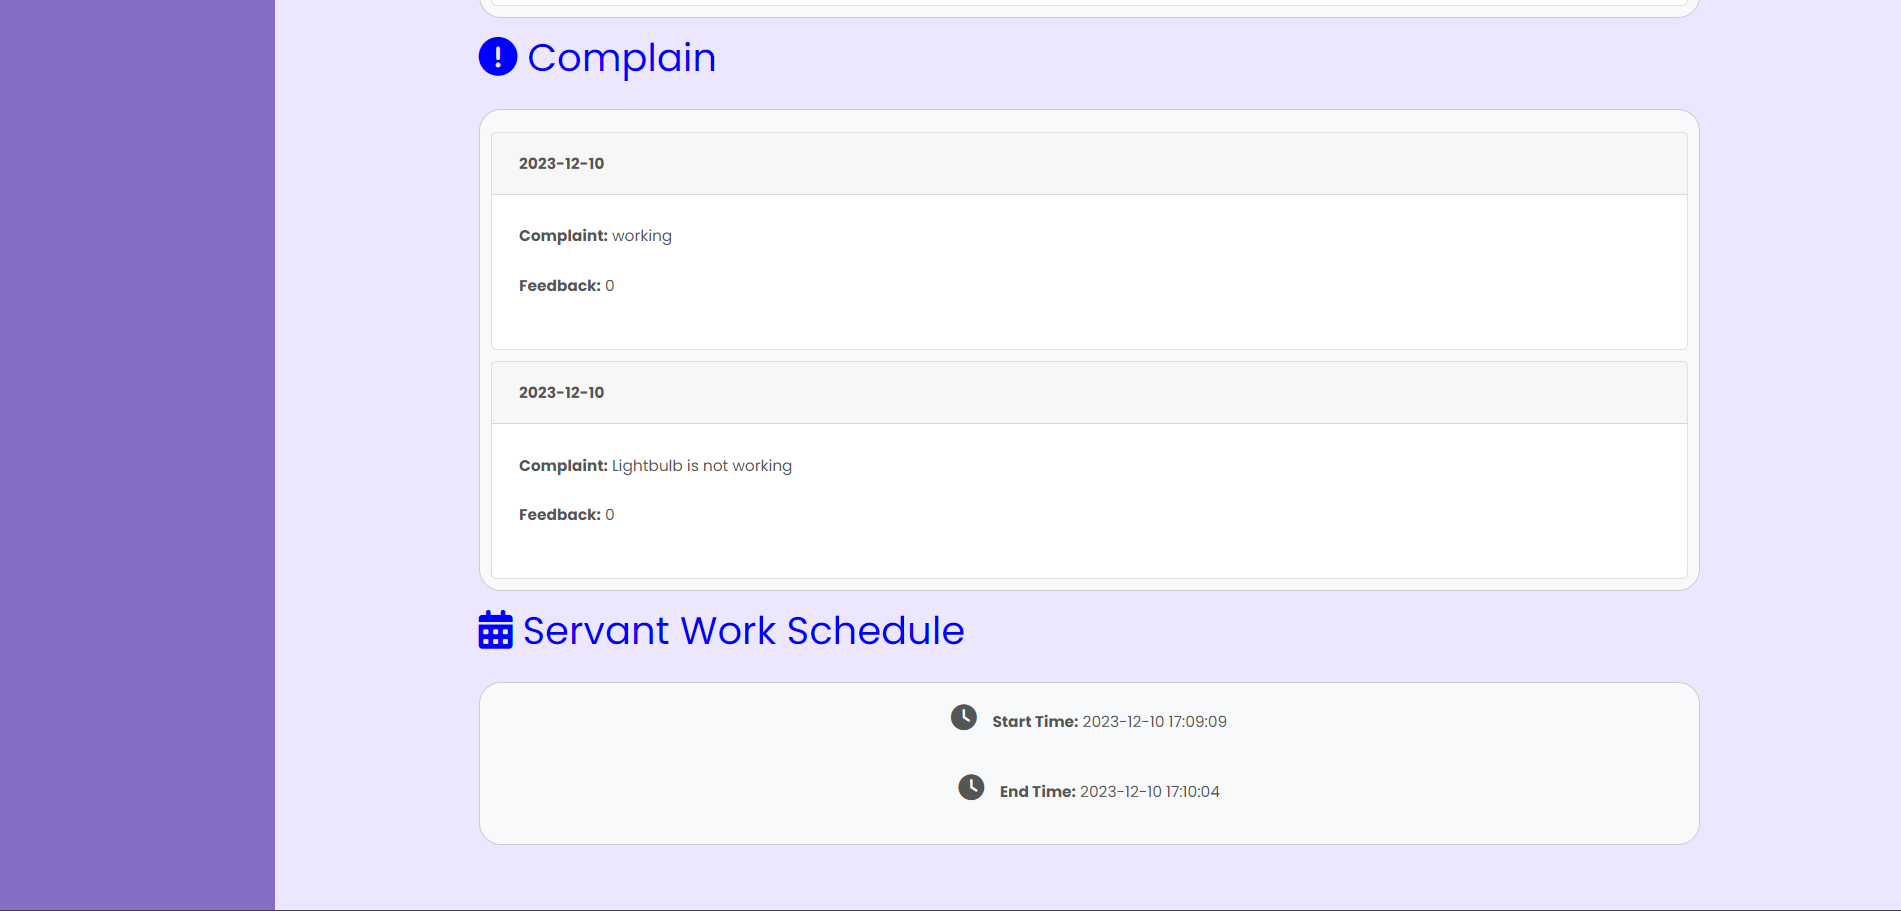 Complain
2023-12-10
Complaint: working
Feedback: 0
2023-12-10
Complaint: Lightbulb is not working
Feedback: 0
Servant Work Schedule
Start Time: 2023-12-10 17:09:09
End Time: 2023-12-10 17:10:04